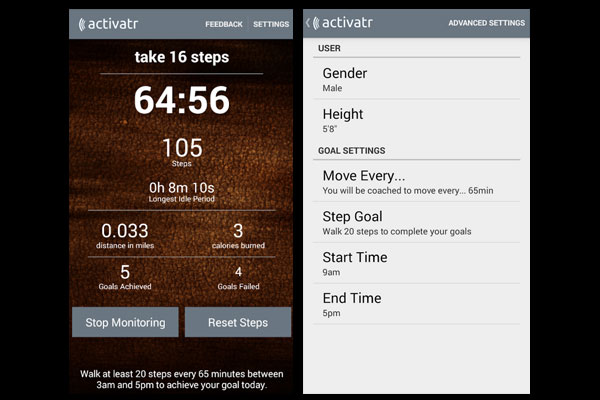 activatr
FEEDBACK
SETTINGS
take 16 steps
64:56
105
Steps
0h 8m 10s
Longest Idle Period
0.033
distance in miles
3
calories burned
5
Goals Achieved
4
Goals Failed
Stop Monitoring
Reset Steps
Walk at least 20 steps every 65 minutes between
3am and 5pm to achieve your goal today.
activatr
ADVANCED SETTINGS
USER
Gender
Male
Height
5'8"
GOAL SETTINGS
Move Every...
You will be coached to move every... 65min
Step Goal
Walk 20 steps to complete your goals
Start Time
9am
End Time
5pm